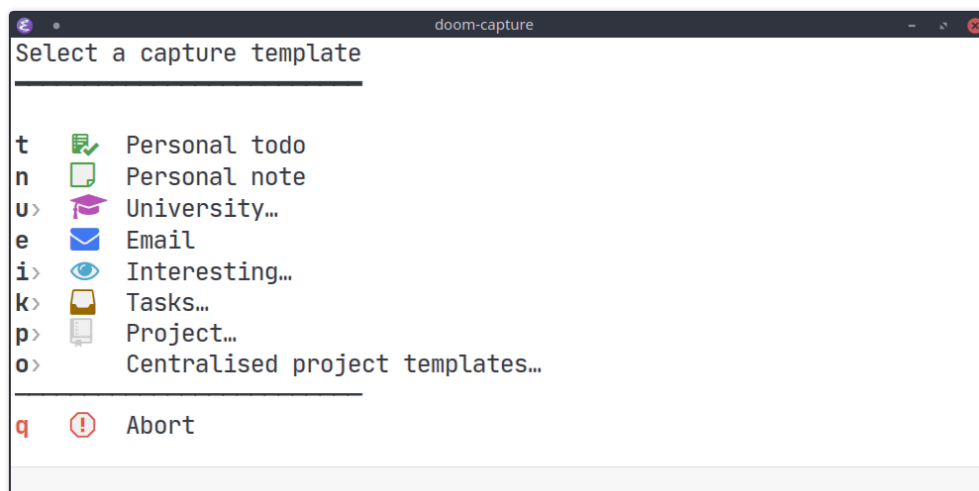 doom-capture
Select a capture template
t Personal todo
n Personal note
u› University…
e Email
i› Interesting…
k› Tasks…
p› Project…
o› Centralised project templates…
q Abort